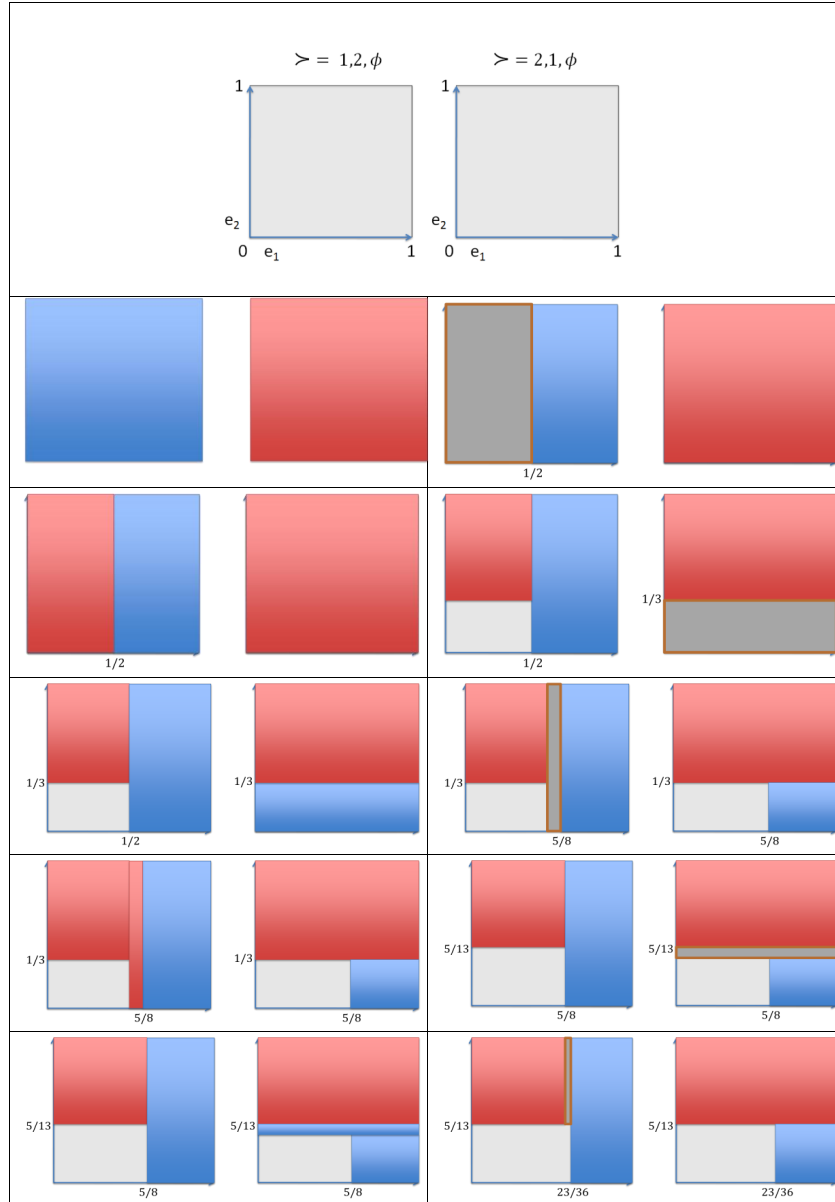 ≻ = 1,2,ϕ ≻ = 2,1,ϕ
1 1
e₂ e₂
0 e₁ 1 0 e₁ 1
1/2
1/3
1/2 1/2
1/3 1/3 1/3 1/3
1/2 5/8 5/8
1/3 1/3 5/13 5/13
5/8 5/8 5/8 5/8
5/13 5/13 5/13 5/13
5/8 5/8 23/36 23/36